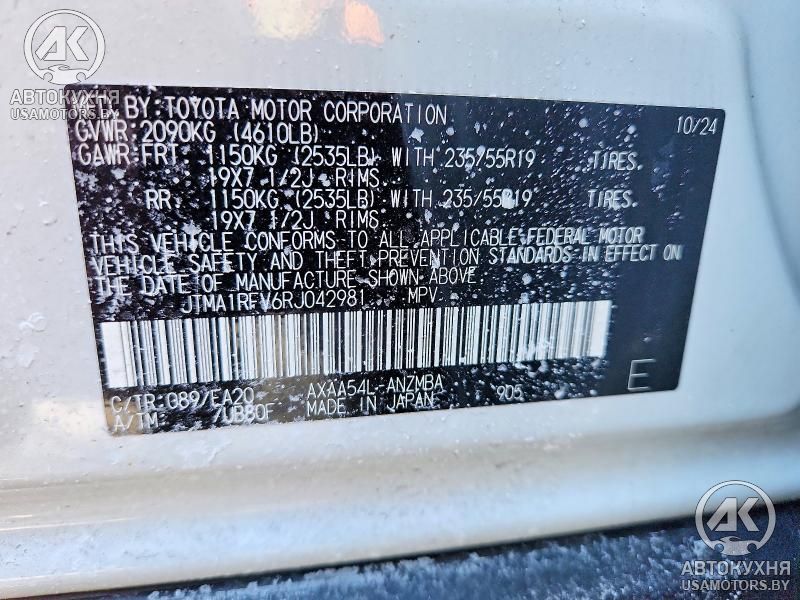 AK
АВТОКУХНЯ
USAMOTORS.BY
MFD BY: TOYOTA MOTOR CORPORATION 10/24
GVWR 2090KG (4610LB)
GAWR FRT 1150KG (2535LB) WITH 235/55R19 TIRES.
19X7 1/2J RIMS
RR 1150KG (2535LB) WITH 235/55R19 TIRES.
19X7 1/2J RIMS
THIS VEHICLE CONFORMS TO ALL APPLICABLE FEDERAL MOTOR
VEHICLE SAFETY AND THEFT PREVENTION STANDARDS IN EFFECT ON
THE DATE OF MANUFACTURE SHOWN ABOVE.
JTMA1RFV6RJ042981 MPV
C/TR: 089/EA20 AXAA54L-ANZMBA 905 E
A/TM: /UB80F MADE IN JAPAN
AK
АВТОКУХНЯ
USAMOTORS.BY